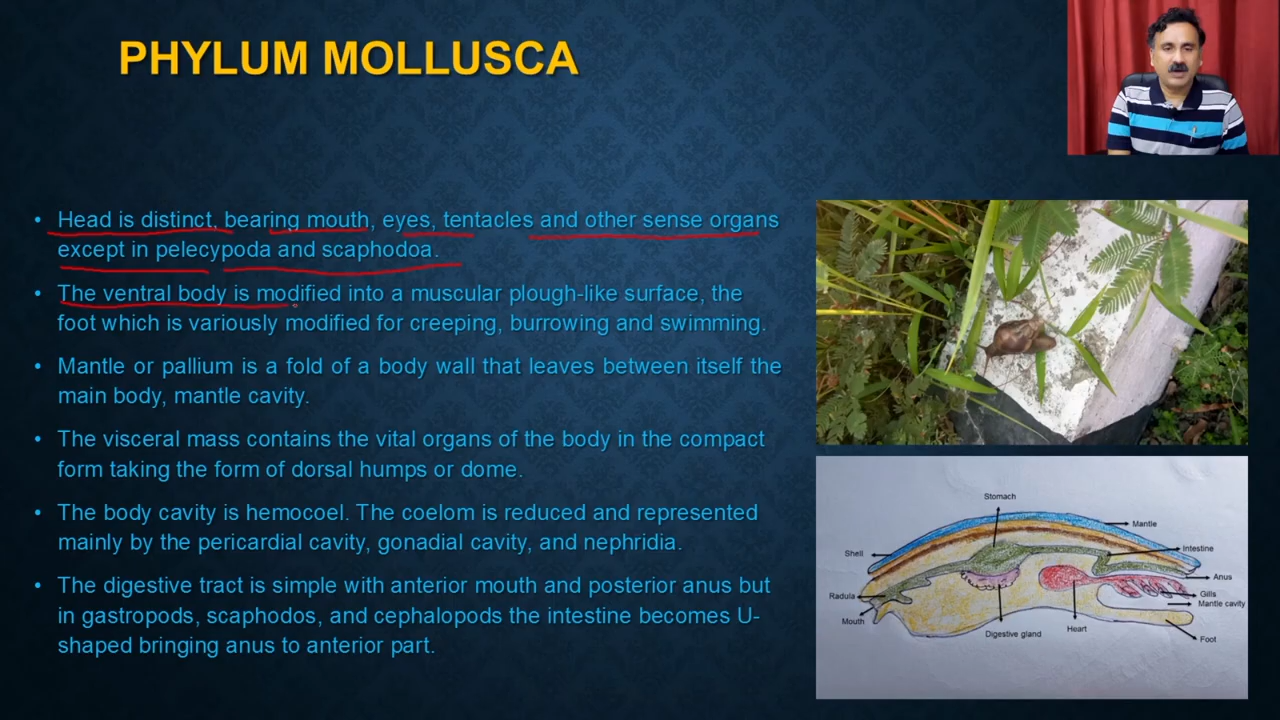 PHYLUM MOLLUSCA
• Head is distinct, bearing mouth, eyes, tentacles and other sense organs
except in pelecypoda and scaphodoa.
• The ventral body is modified into a muscular plough-like surface, the
foot which is variously modified for creeping, burrowing and swimming.
• Mantle or pallium is a fold of a body wall that leaves between itself the
main body, mantle cavity.
• The visceral mass contains the vital organs of the body in the compact
form taking the form of dorsal humps or dome.
• The body cavity is hemocoel. The coelom is reduced and represented
mainly by the pericardial cavity, gonadial cavity, and nephridia.
• The digestive tract is simple with anterior mouth and posterior anus but
in gastropods, scaphodos, and cephalopods the intestine becomes U-
shaped bringing anus to anterior part.
Stomach
Mantle
Shell
Intestine
Anus
Radula
Gills
Mantle cavity
Mouth
Digestive gland
Heart
Foot